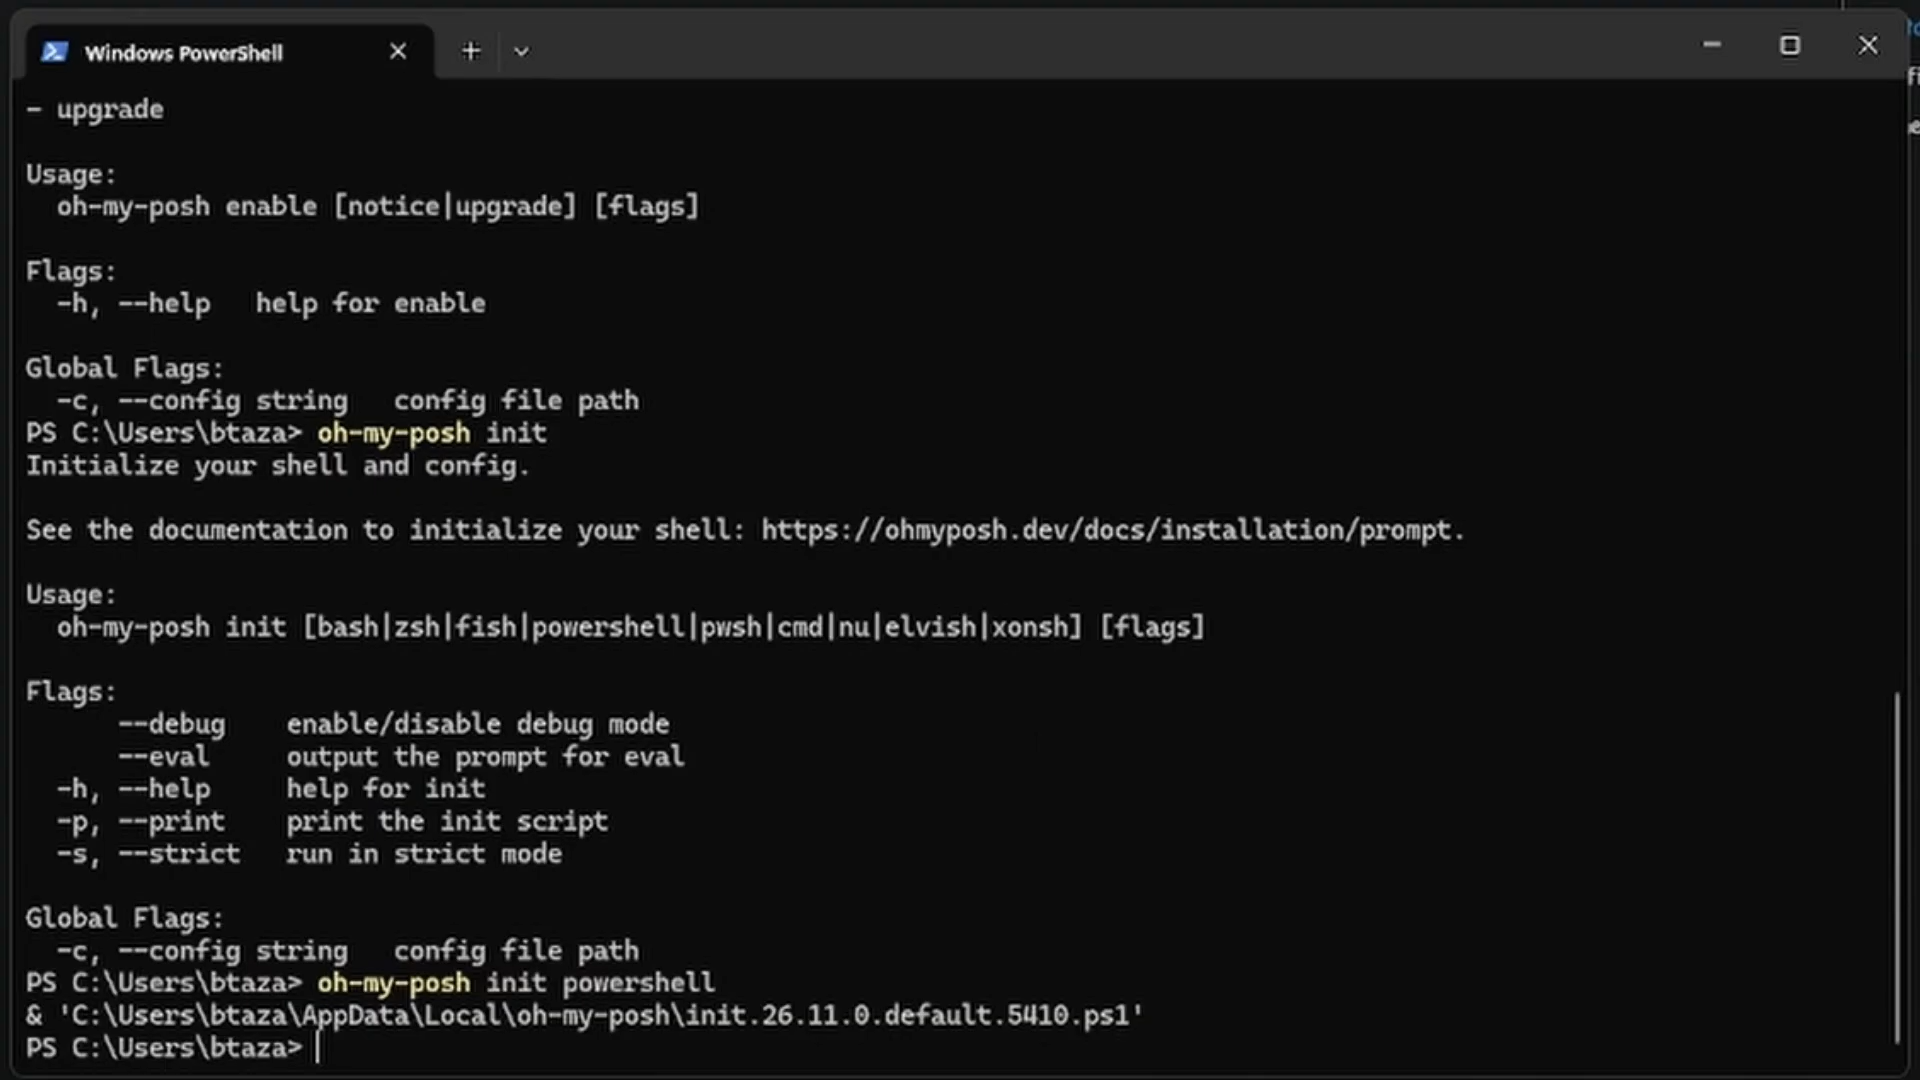 Windows PowerShell
- upgrade
Usage:
oh-my-posh enable [notice|upgrade] [flags]
Flags:
-h, --help   help for enable
Global Flags:
-c, --config string   config file path
PS C:\Users\btaza> oh-my-posh init
Initialize your shell and config.
See the documentation to initialize your shell: https://ohmyposh.dev/docs/installation/prompt.
Usage:
oh-my-posh init [bash|zsh|fish|powershell|pwsh|cmd|nu|elvish|xonsh] [flags]
Flags:
--debug    enable/disable debug mode
--eval     output the prompt for eval
-h, --help     help for init
-p, --print    print the init script
-s, --strict   run in strict mode
Global Flags:
-c, --config string   config file path
PS C:\Users\btaza> oh-my-posh init powershell
& 'C:\Users\btaza\AppData\Local\oh-my-posh\init.26.11.0.default.5410.ps1'
PS C:\Users\btaza>